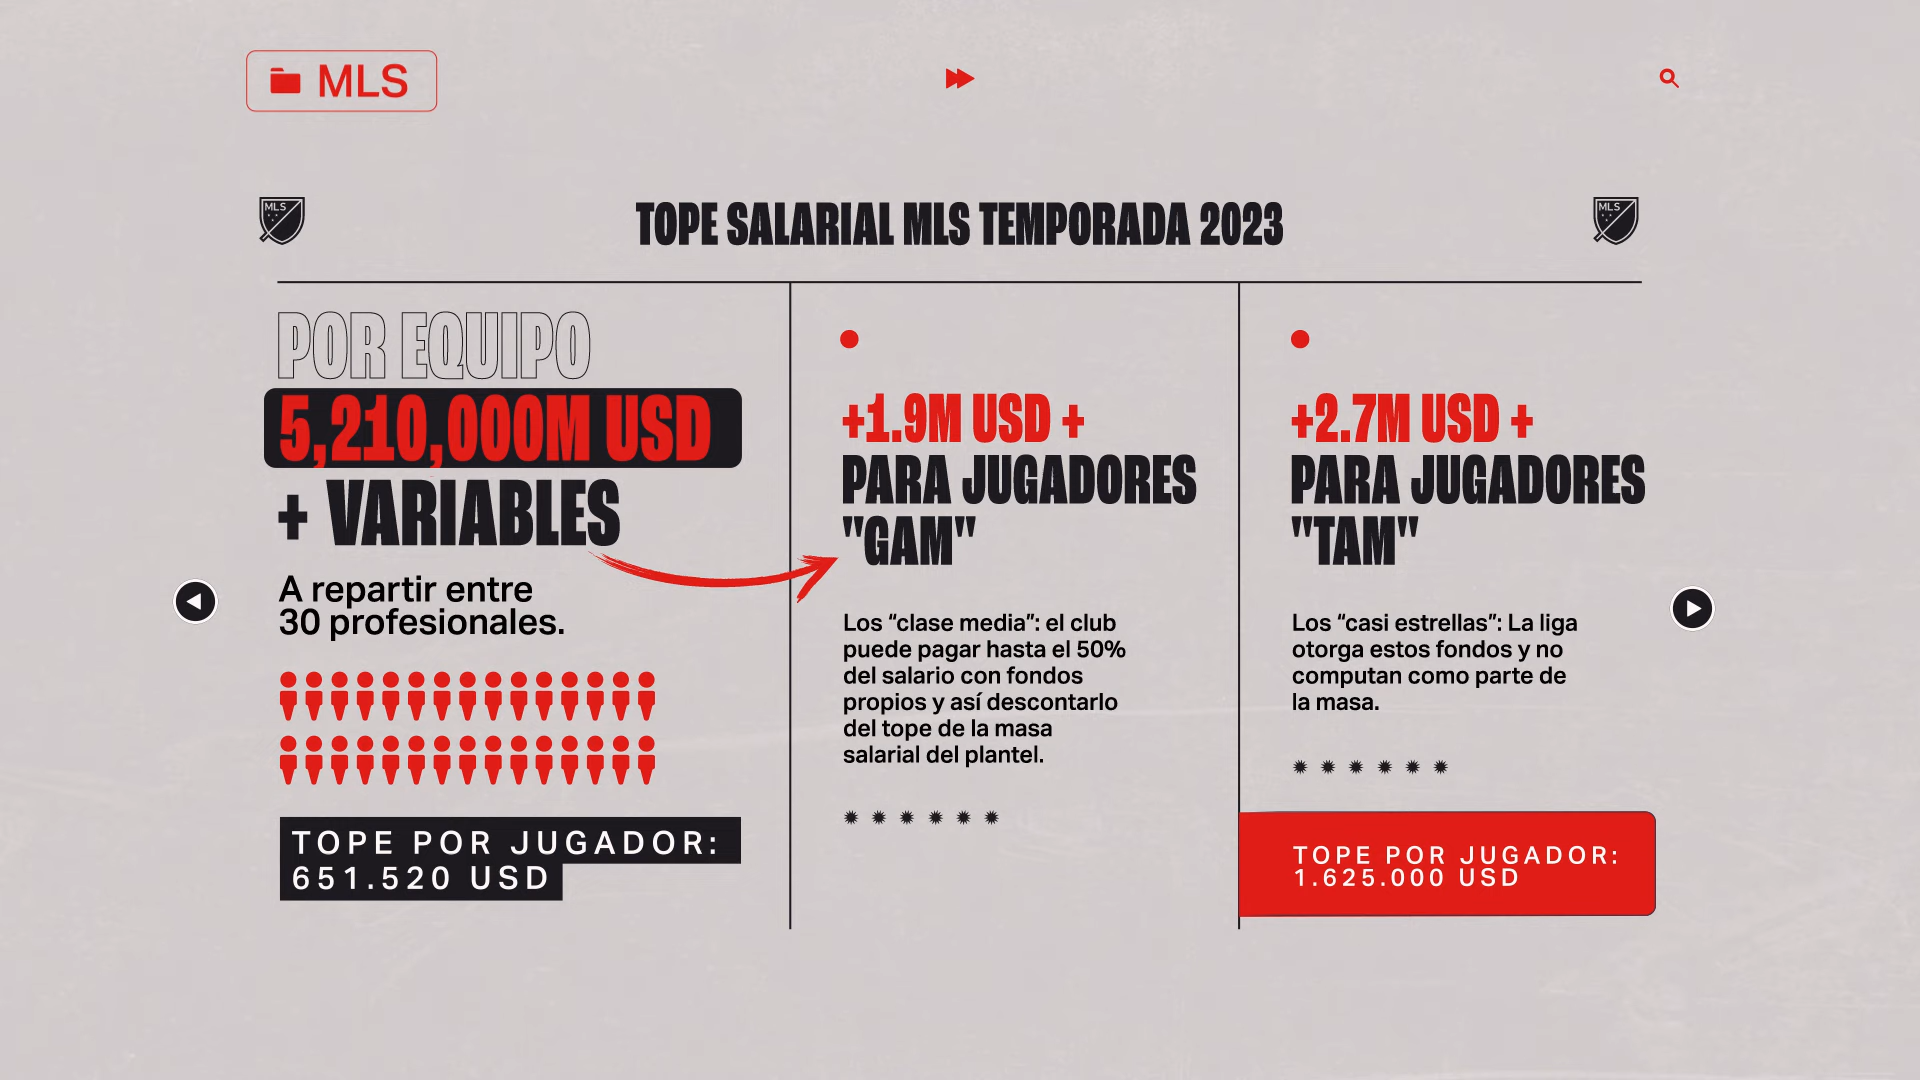 MLS
MLS
TOPE SALARIAL MLS TEMPORADA 2023
MLS
POR EQUIPO
5,210,000M USD
+ VARIABLES
A repartir entre
30 profesionales.
TOPE POR JUGADOR:
651.520 USD
+1.9M USD +
PARA JUGADORES
"GAM"
Los “clase media”: el club
puede pagar hasta el 50%
del salario con fondos
propios y así descontarlo
del tope de la masa
salarial del plantel.
+2.7M USD +
PARA JUGADORES
"TAM"
Los “casi estrellas”: La liga
otorga estos fondos y no
computan como parte de
la masa.
TOPE POR JUGADOR:
1.625.000 USD